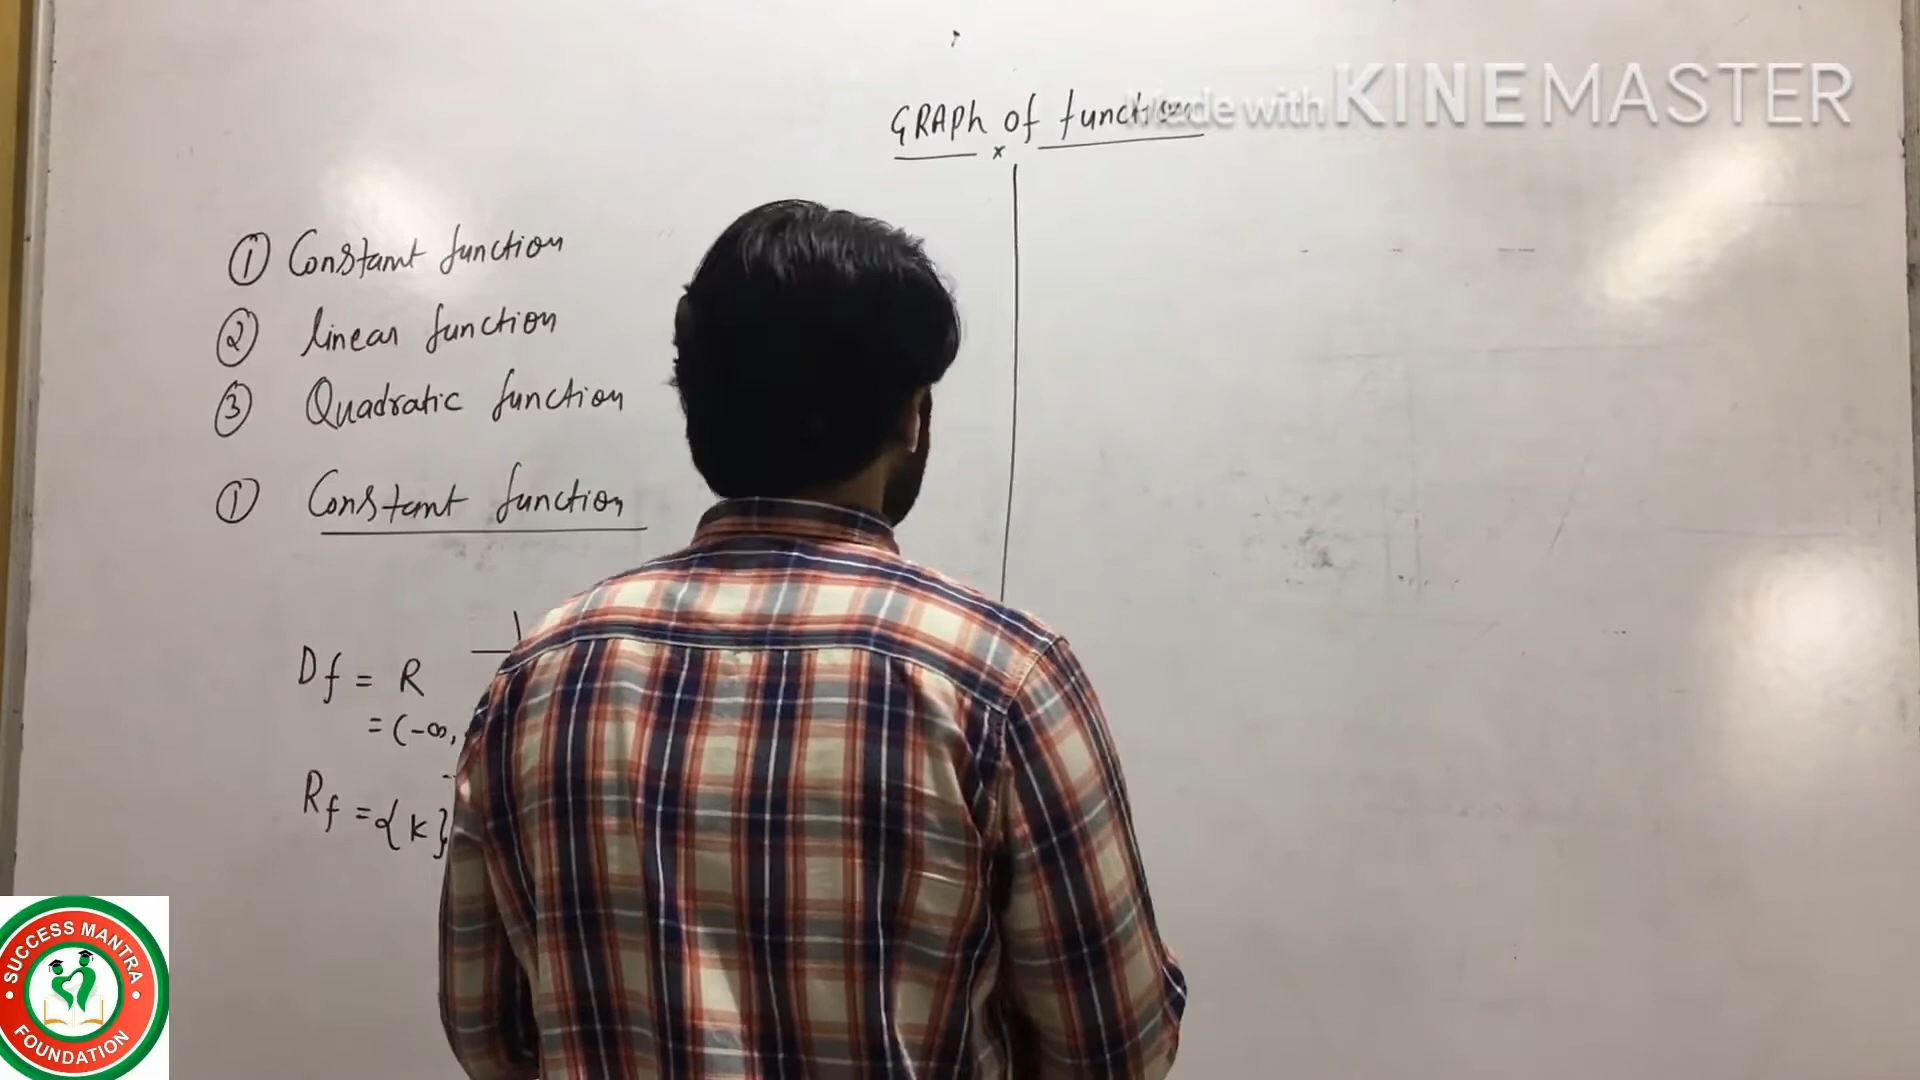 GRAPh of function
Made with KINEMASTER
① Constant function
② linear function
③ Quadratic function
① Constant function
Df = R
= (-∞,
Rf = {K}
SUCCESS MANTRA
FOUNDATION